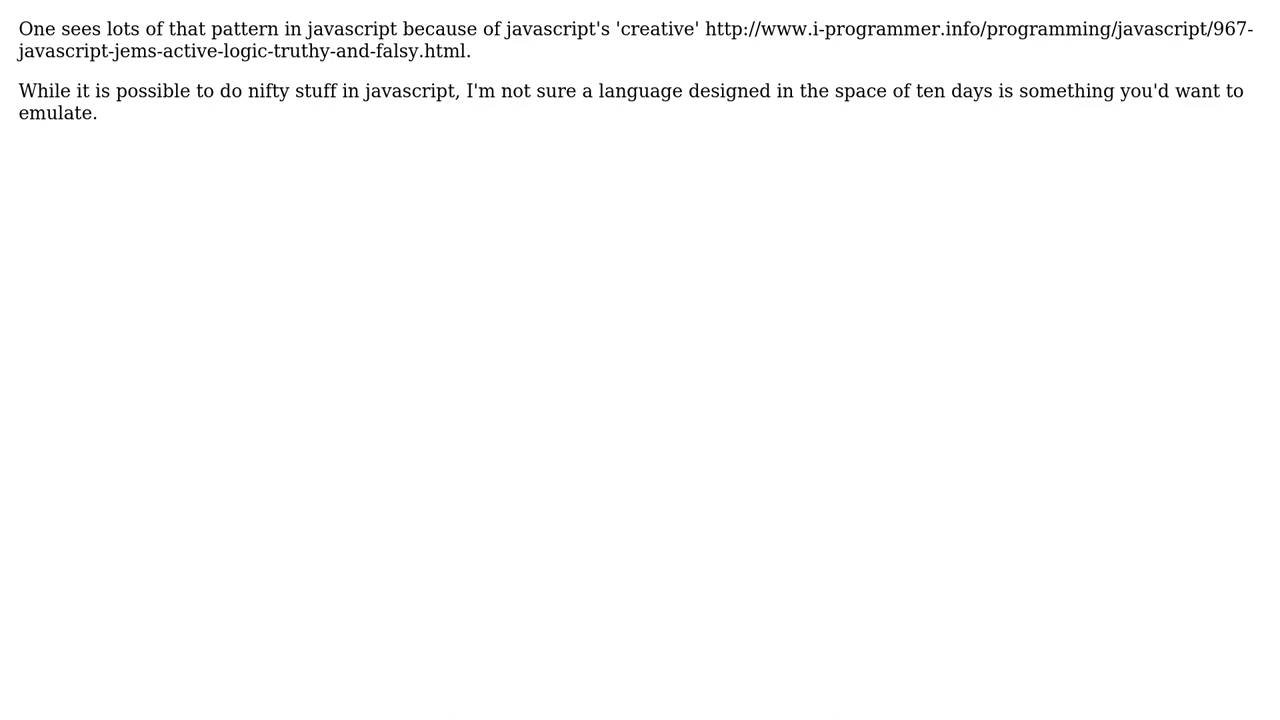 One sees lots of that pattern in javascript because of javascript's 'creative' http://www.i-programmer.info/programming/javascript/967-
javascript-jems-active-logic-truthy-and-falsy.html.
While it is possible to do nifty stuff in javascript, I'm not sure a language designed in the space of ten days is something you'd want to
emulate.